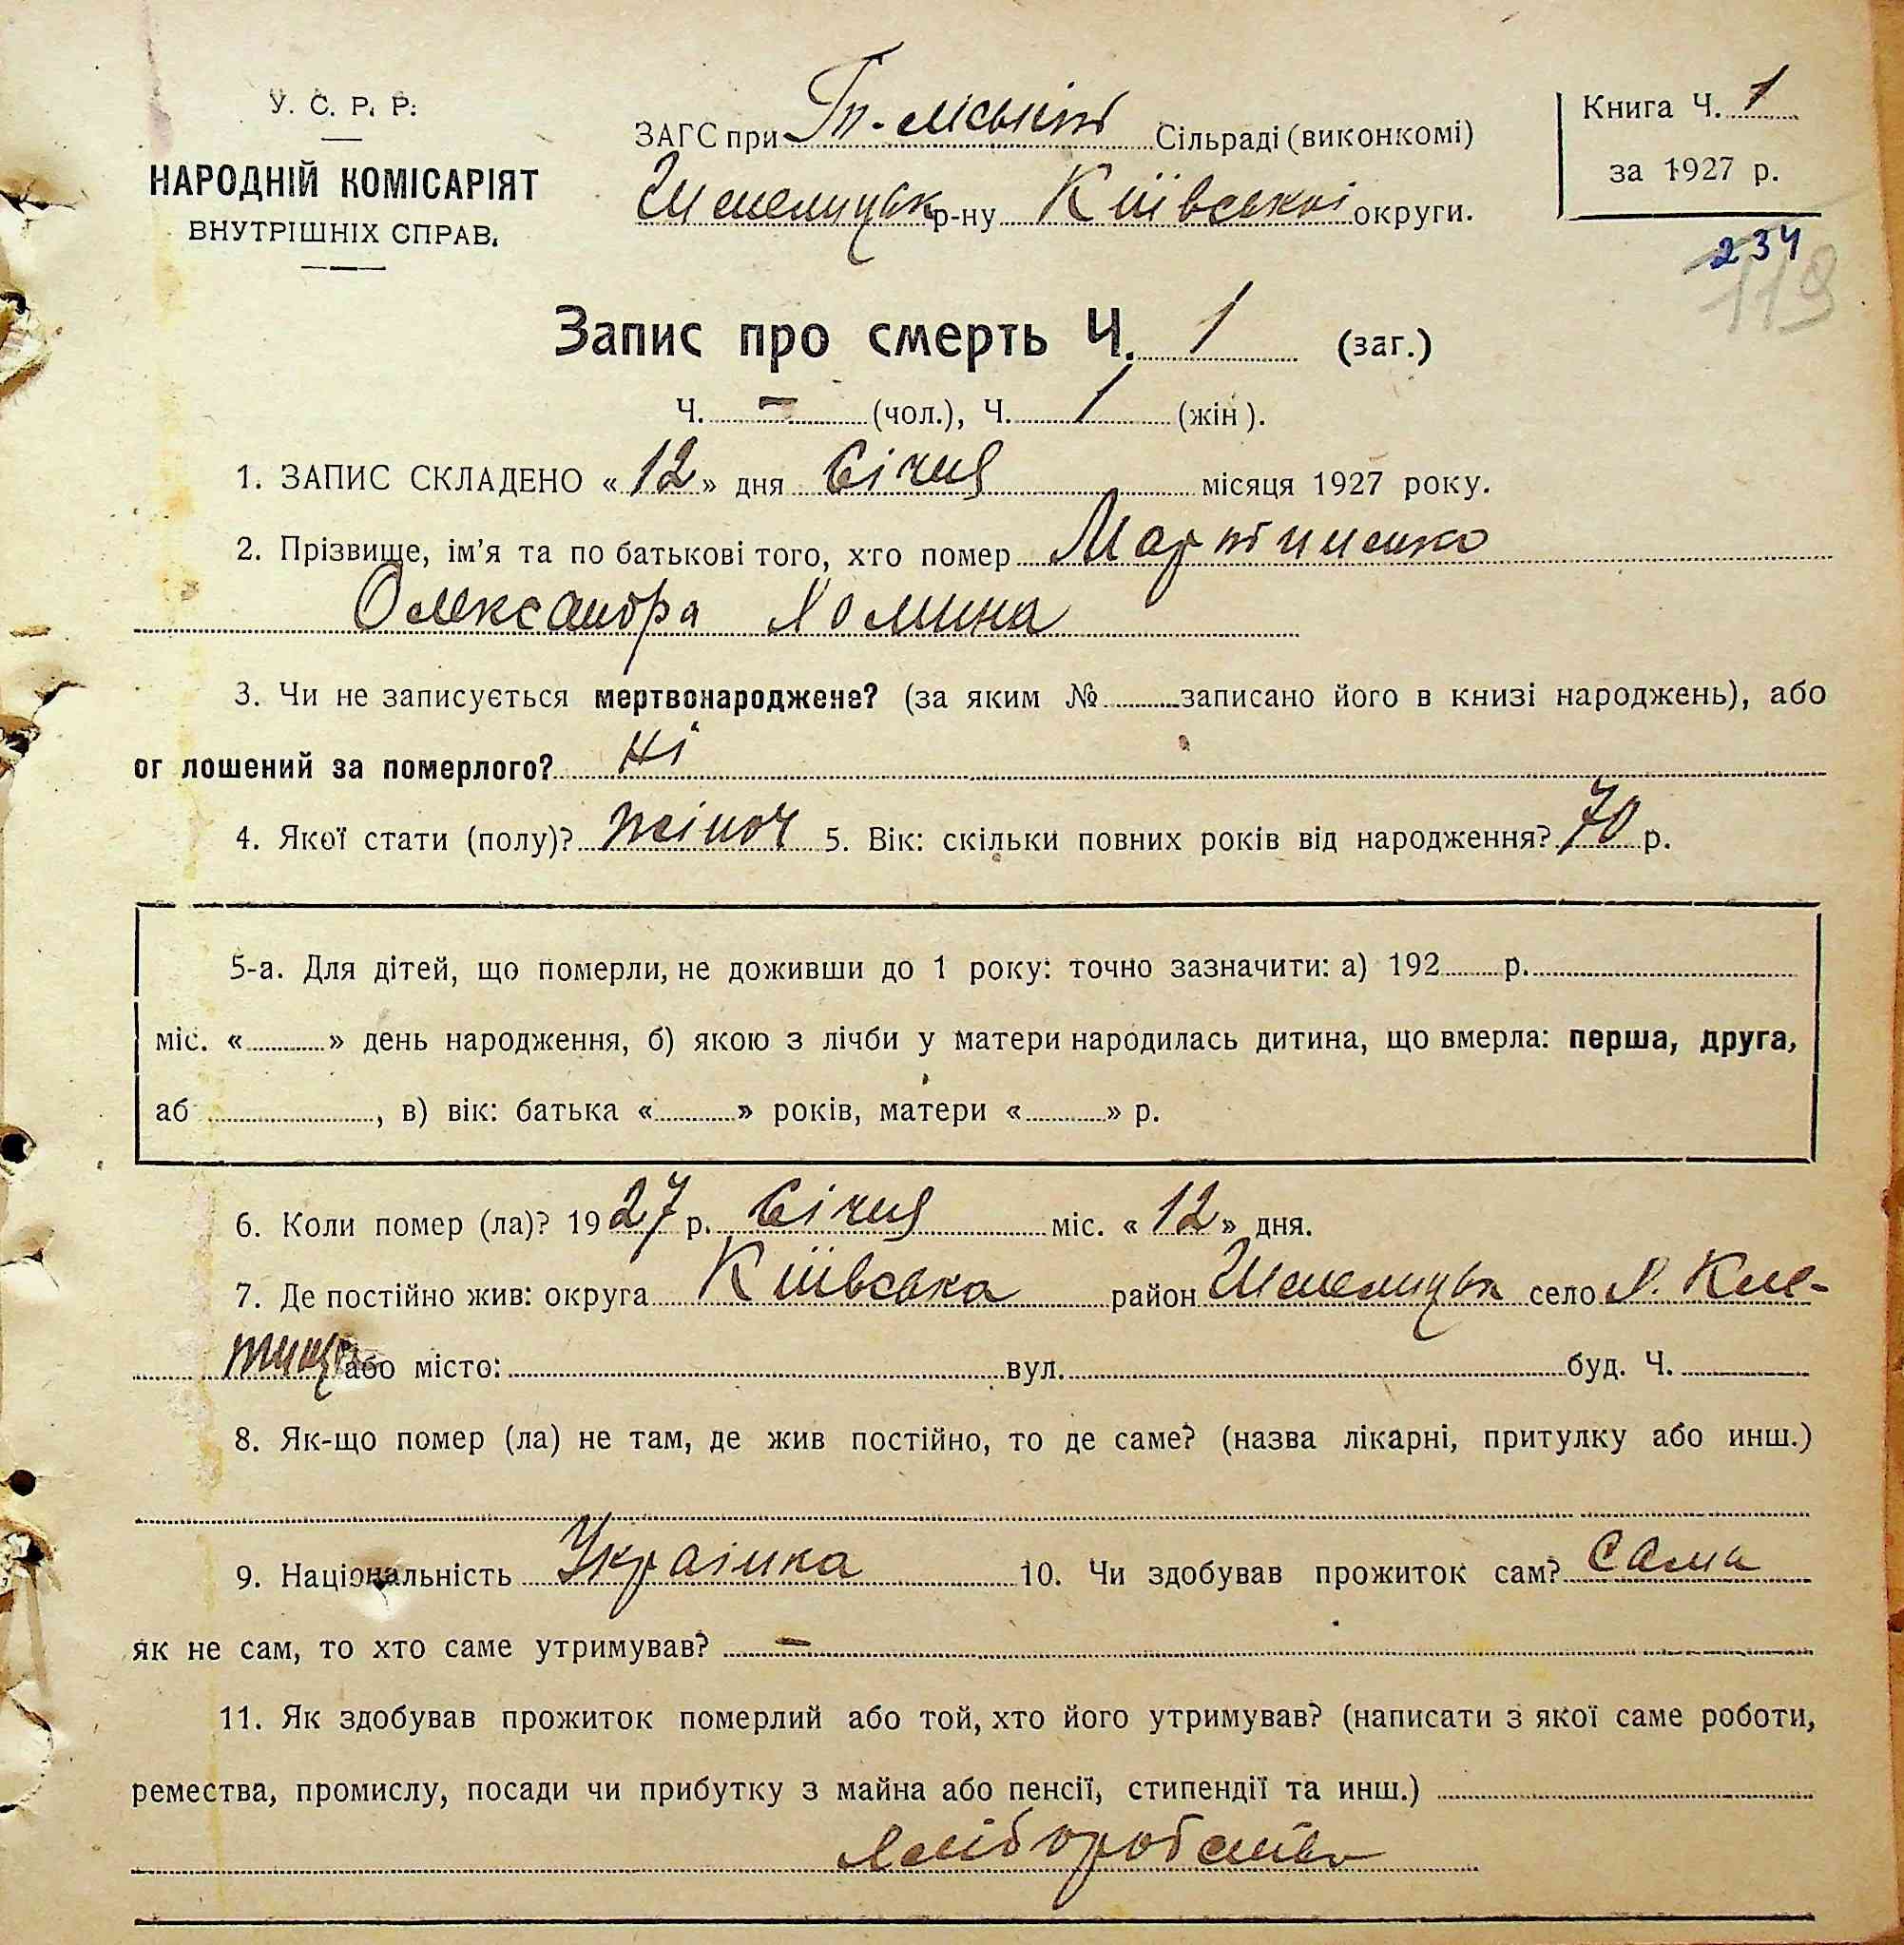 У. С. Р. Р.
НАРОДНІЙ КОМІСАРІЯТ
ВНУТРІШНІХ СПРАВ.
ЗАГС при Сільраді (виконкомі)
р-ну Київської округи.
Книга Ч. 1
за 1927 р.
234
119
Запис про смерть Ч. 1 (заг.)
Ч. – (чол.), Ч. 1 (жін).
1. ЗАПИС СКЛАДЕНО «12» дня Січня місяця 1927 року.
2. Прізвище, ім'я та по батькові того, хто помер Мартиненко
Олександра Хомина
3. Чи не записується мертвонароджене? (за яким № записано його в книзі народжень), або
ог лошений за померлого? Ні
4. Якої стати (полу)? жіноч 5. Вік: скільки повних років від народження? 70 р.
5-а. Для дітей, що померли, не доживши до 1 року: точно зазначити: а) 192 р.
міс. « » день народження, б) якою з лічби у матери народилась дитина, що вмерла: перша, друга,
аб , в) вік: батька « » років, матери « » р.
6. Коли помер (ла)? 1927 р. Січня міс. «12» дня.
7. Де постійно жив: округа Київська район село
або місто: вул. буд. Ч.
8. Як-що помер (ла) не там, де жив постійно, то де саме? (назва лікарні, притулку або инш.)
9. Національність Українка 10. Чи здобував прожиток сам? Сама
як не сам, то хто саме утримував? –
11. Як здобував прожиток померлий або той, хто його утримував? (написати з якої саме роботи,
ремества, промислу, посади чи прибутку з майна або пенсії, стипендії та инш.)
Хліборобство